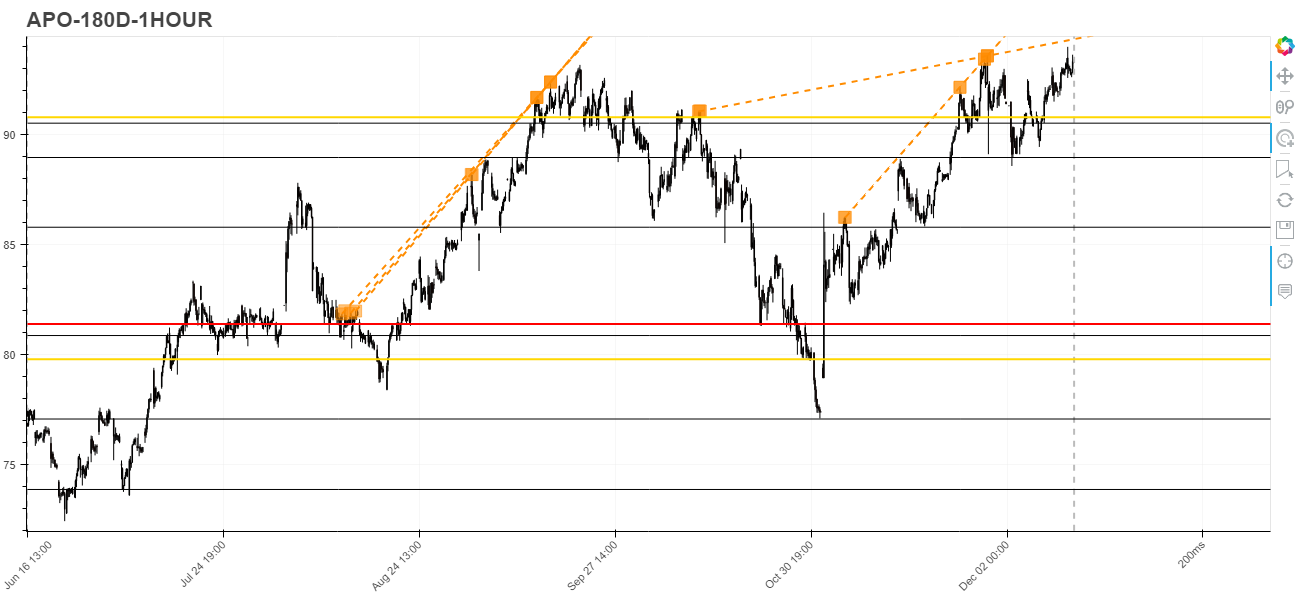 APO-180D-1HOUR
90
85
80
75
Jun 16 13:00
Jul 24 19:00
Aug 24 13:00
Sep 27 14:00
Oct 30 19:00
Dec 02 00:00
200ms